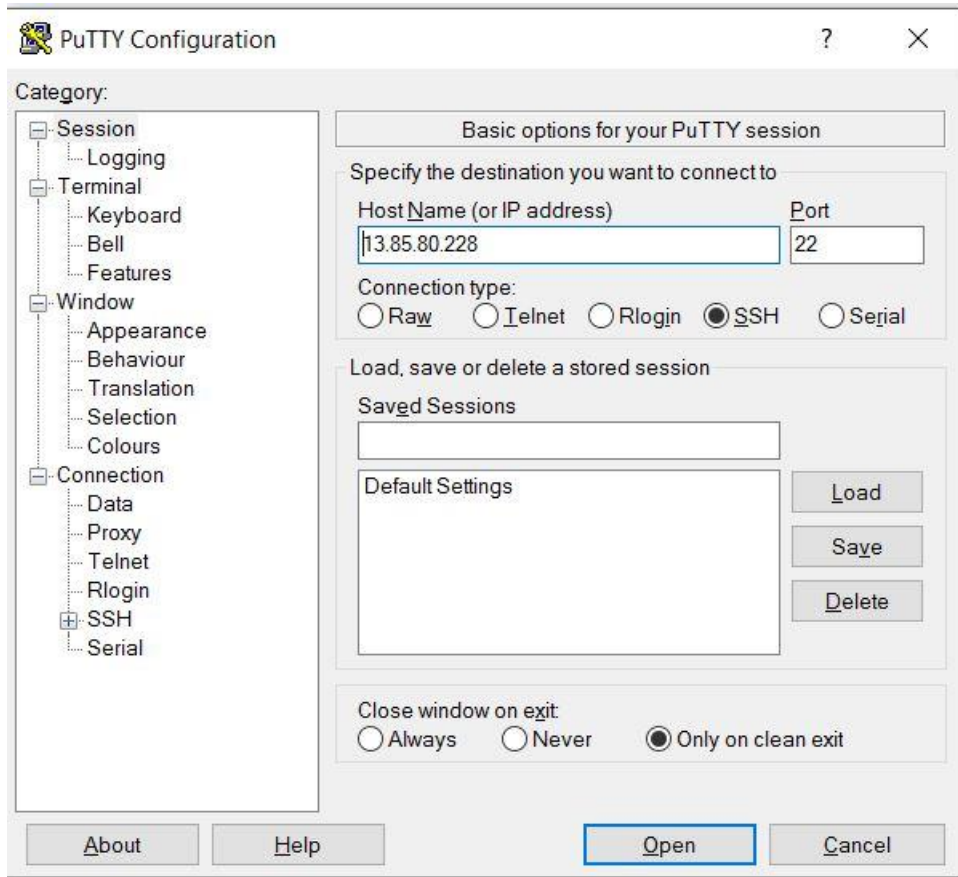 PuTTY Configuration
?
Category:
Session
Logging
Terminal
Keyboard
Bell
Features
Window
Appearance
Behaviour
Translation
Selection
Colours
Connection
Data
Proxy
Telnet
Rlogin
SSH
Serial
Basic options for your PuTTY session
Specify the destination you want to connect to
Host Name (or IP address) Port
13.85.80.228 22
Connection type:
Raw Telnet Rlogin SSH Serial
Load, save or delete a stored session
Saved Sessions
Default Settings
Load
Save
Delete
Close window on exit:
Always Never Only on clean exit
About Help Open Cancel